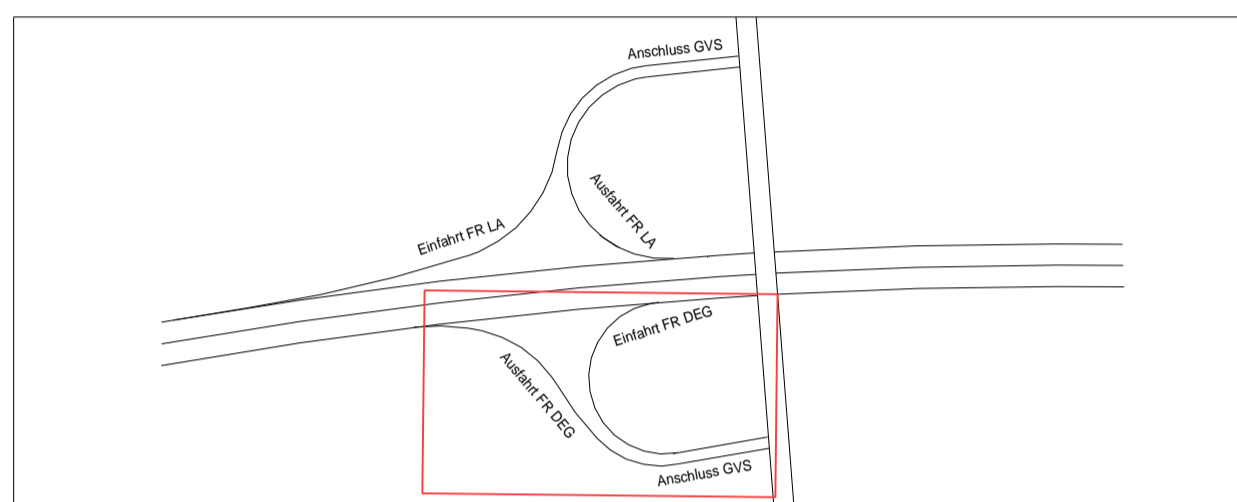 Anschluss GVS
Ausfahrt FR LA
Einfahrt FR LA
Einfahrt FR DEG
Ausfahrt FR DEG
Anschluss GVS